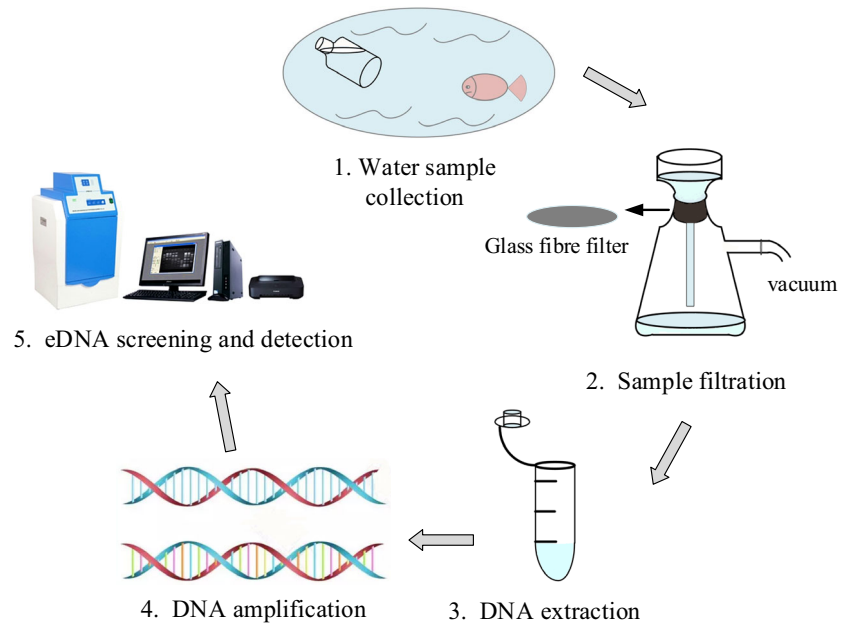 1. Water sample
collection
Glass fibre filter
vacuum
2. Sample filtration
3. DNA extraction
4. DNA amplification
5. eDNA screening and detection